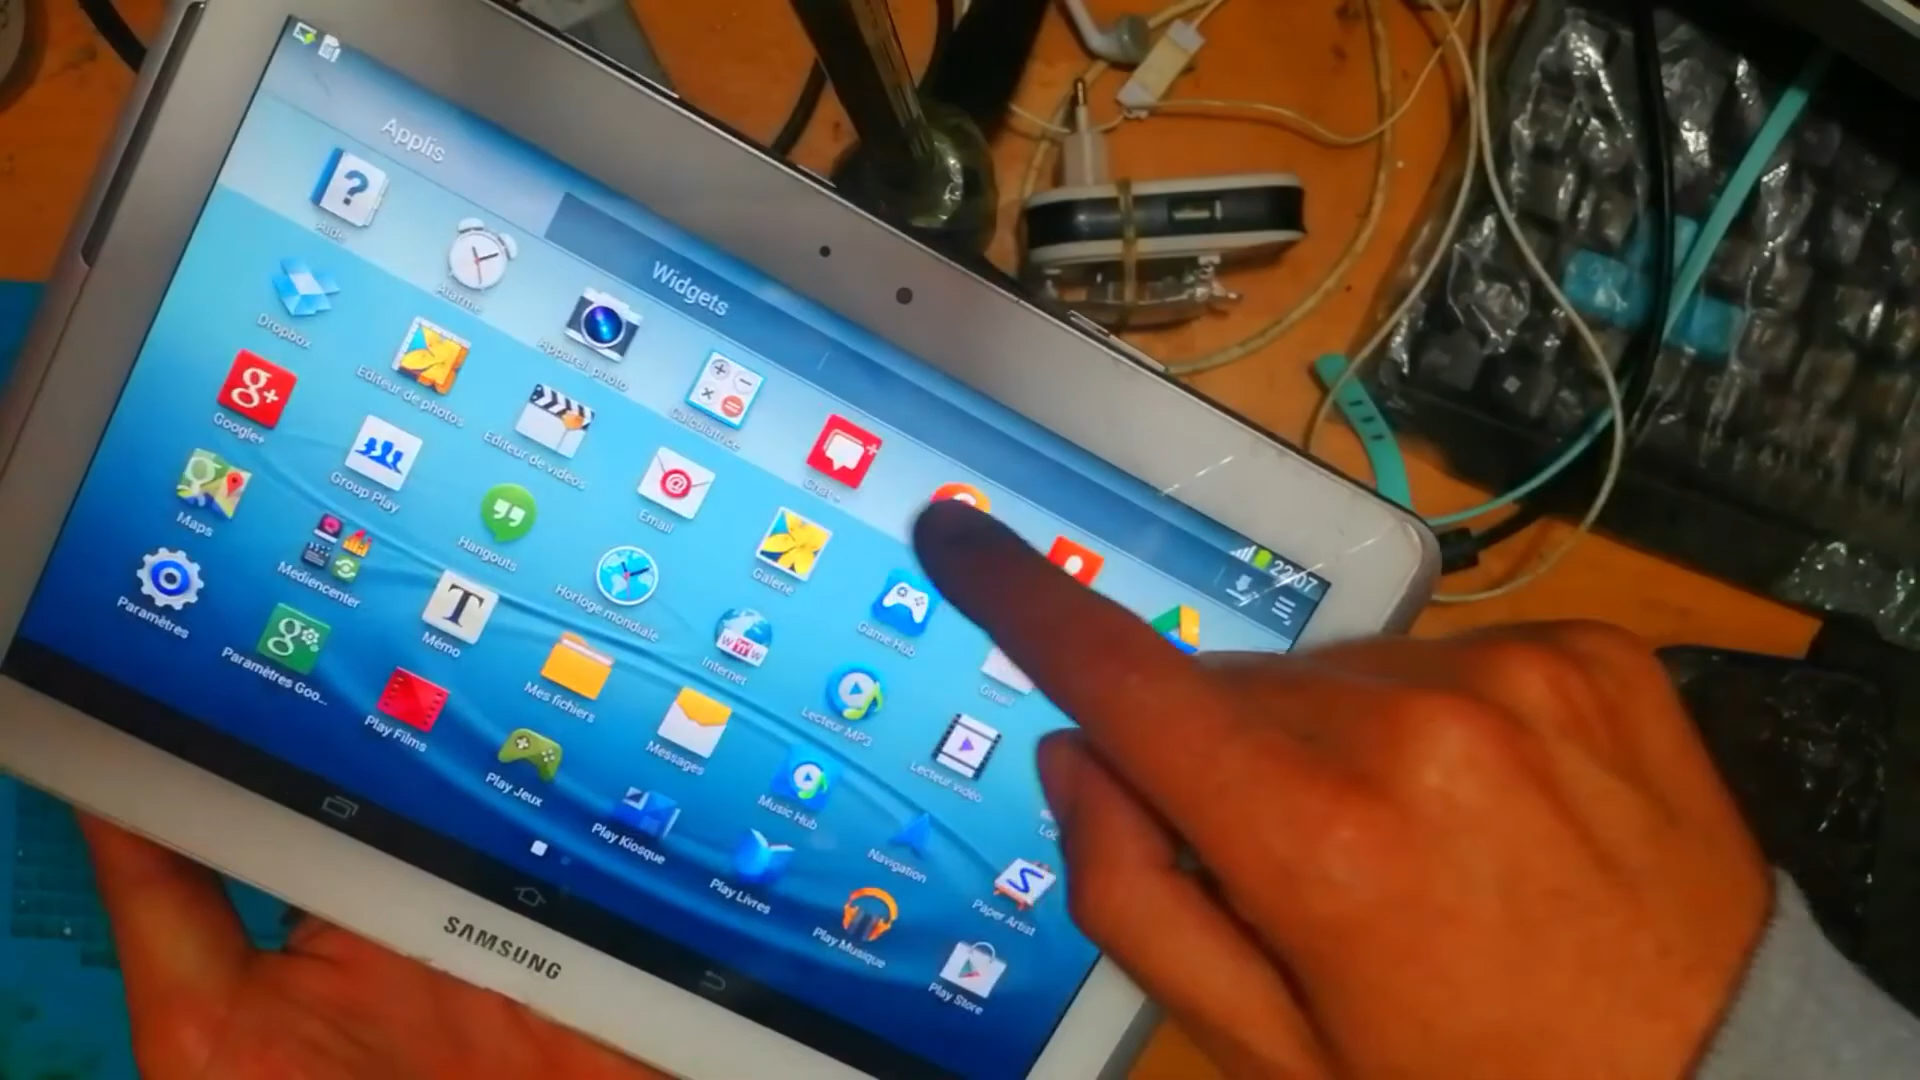 Applis
Widgets
22:07
Aide
Alarme
Appareil photo
Calculatrice
Dropbox
Editeur de photos
Editeur de vidéos
Email
Galerie
Game Hub
Gmail
Google+
Group Play
Hangouts
Horloge mondiale
Internet
Lecteur MP3
Lecteur vidéo
Maps
Mediencenter
Mémo
Mes fichiers
Messages
Music Hub
Navigation
Paper Artist
Paramètres
Paramètres Goo...
Play Films
Play Jeux
Play Kiosque
Play Livres
Play Musique
Play Store
SAMSUNG